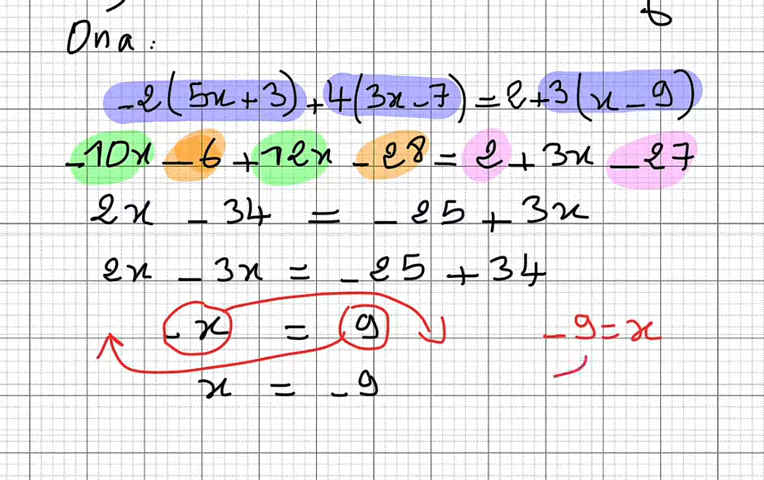 On a :
-2(5x+3)+4(3x-7)=2+3(x-9)
-10x-6+12x-28=2+3x-27
2x-34=-25+3x
2x-3x=-25+34
-x=9 -9=x
x=-9